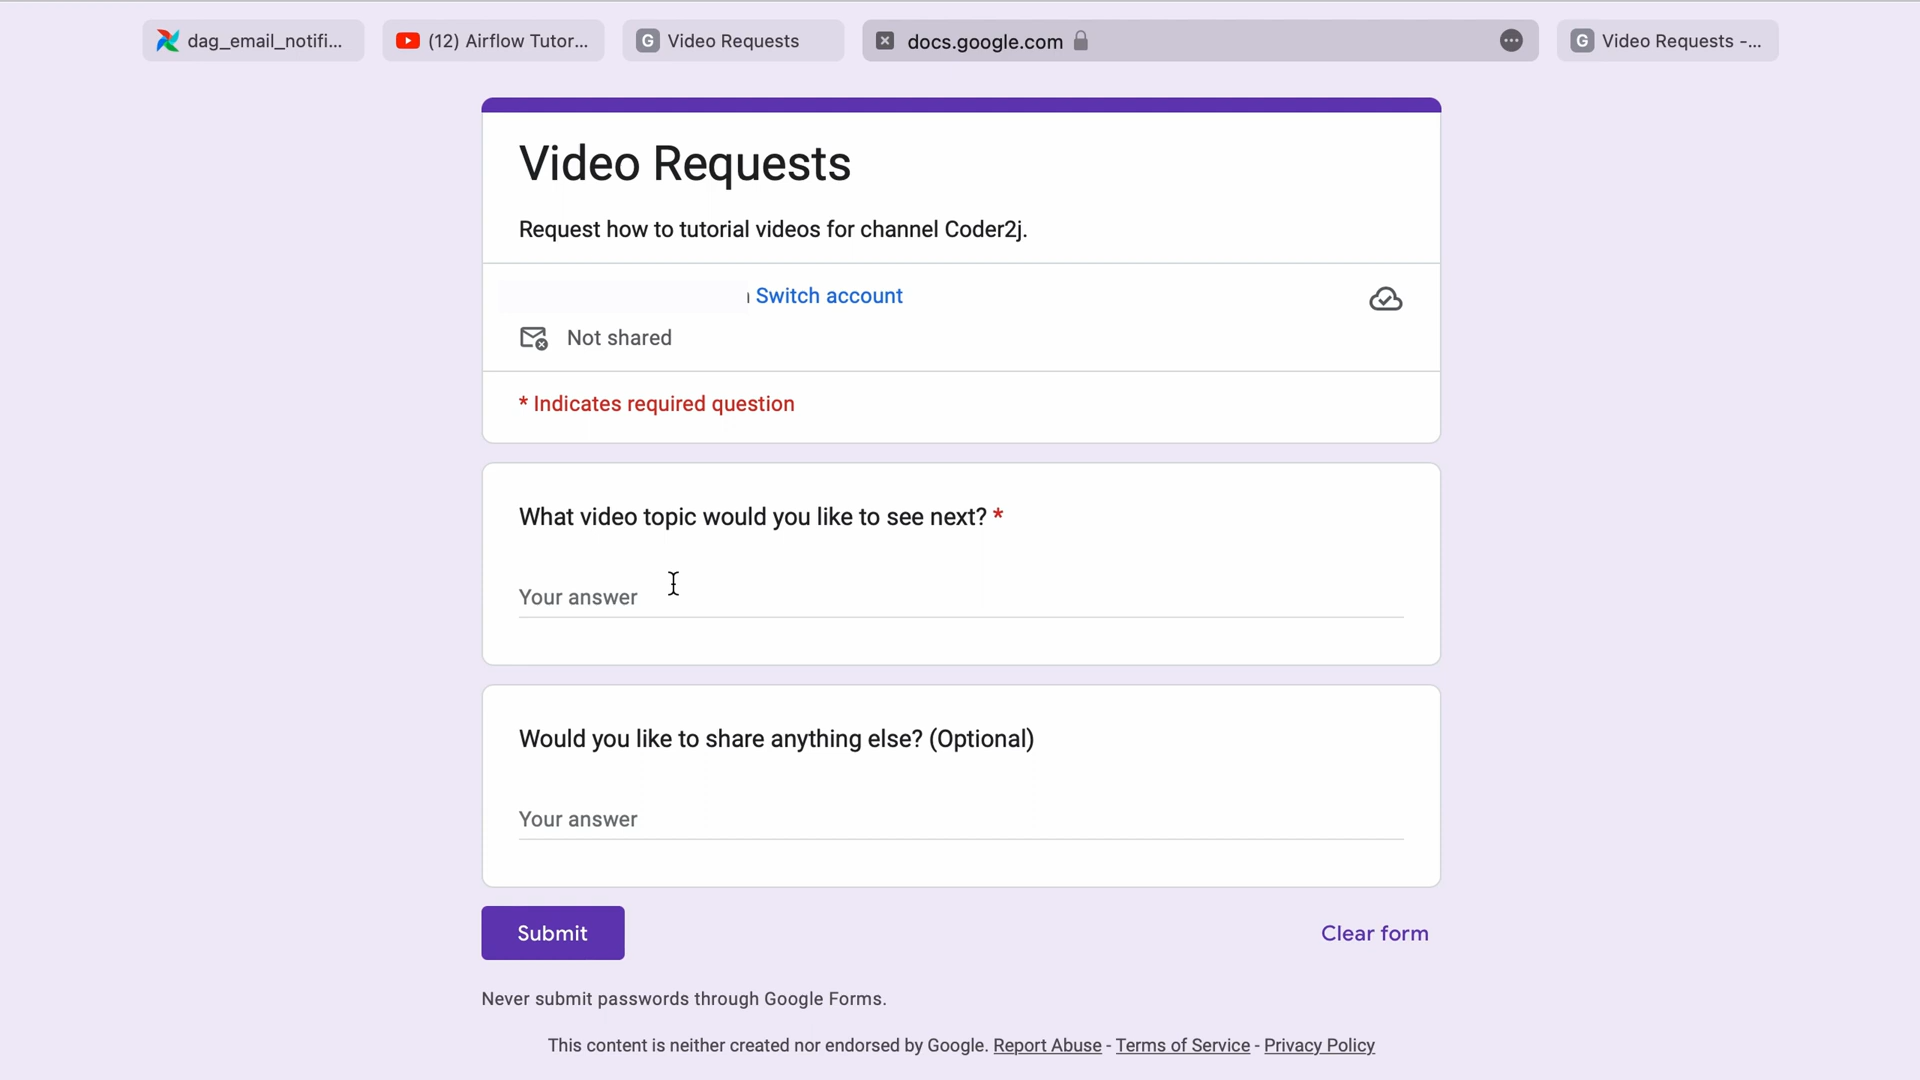 dag_email_notifi...
(12) Airflow Tutor...
G Video Requests
docs.google.com
G Video Requests -...
Video Requests
Request how to tutorial videos for channel Coder2j.
Switch account
Not shared
* Indicates required question
What video topic would you like to see next? *
Your answer
Would you like to share anything else? (Optional)
Your answer
Submit
Clear form
Never submit passwords through Google Forms.
This content is neither created nor endorsed by Google. Report Abuse - Terms of Service - Privacy Policy